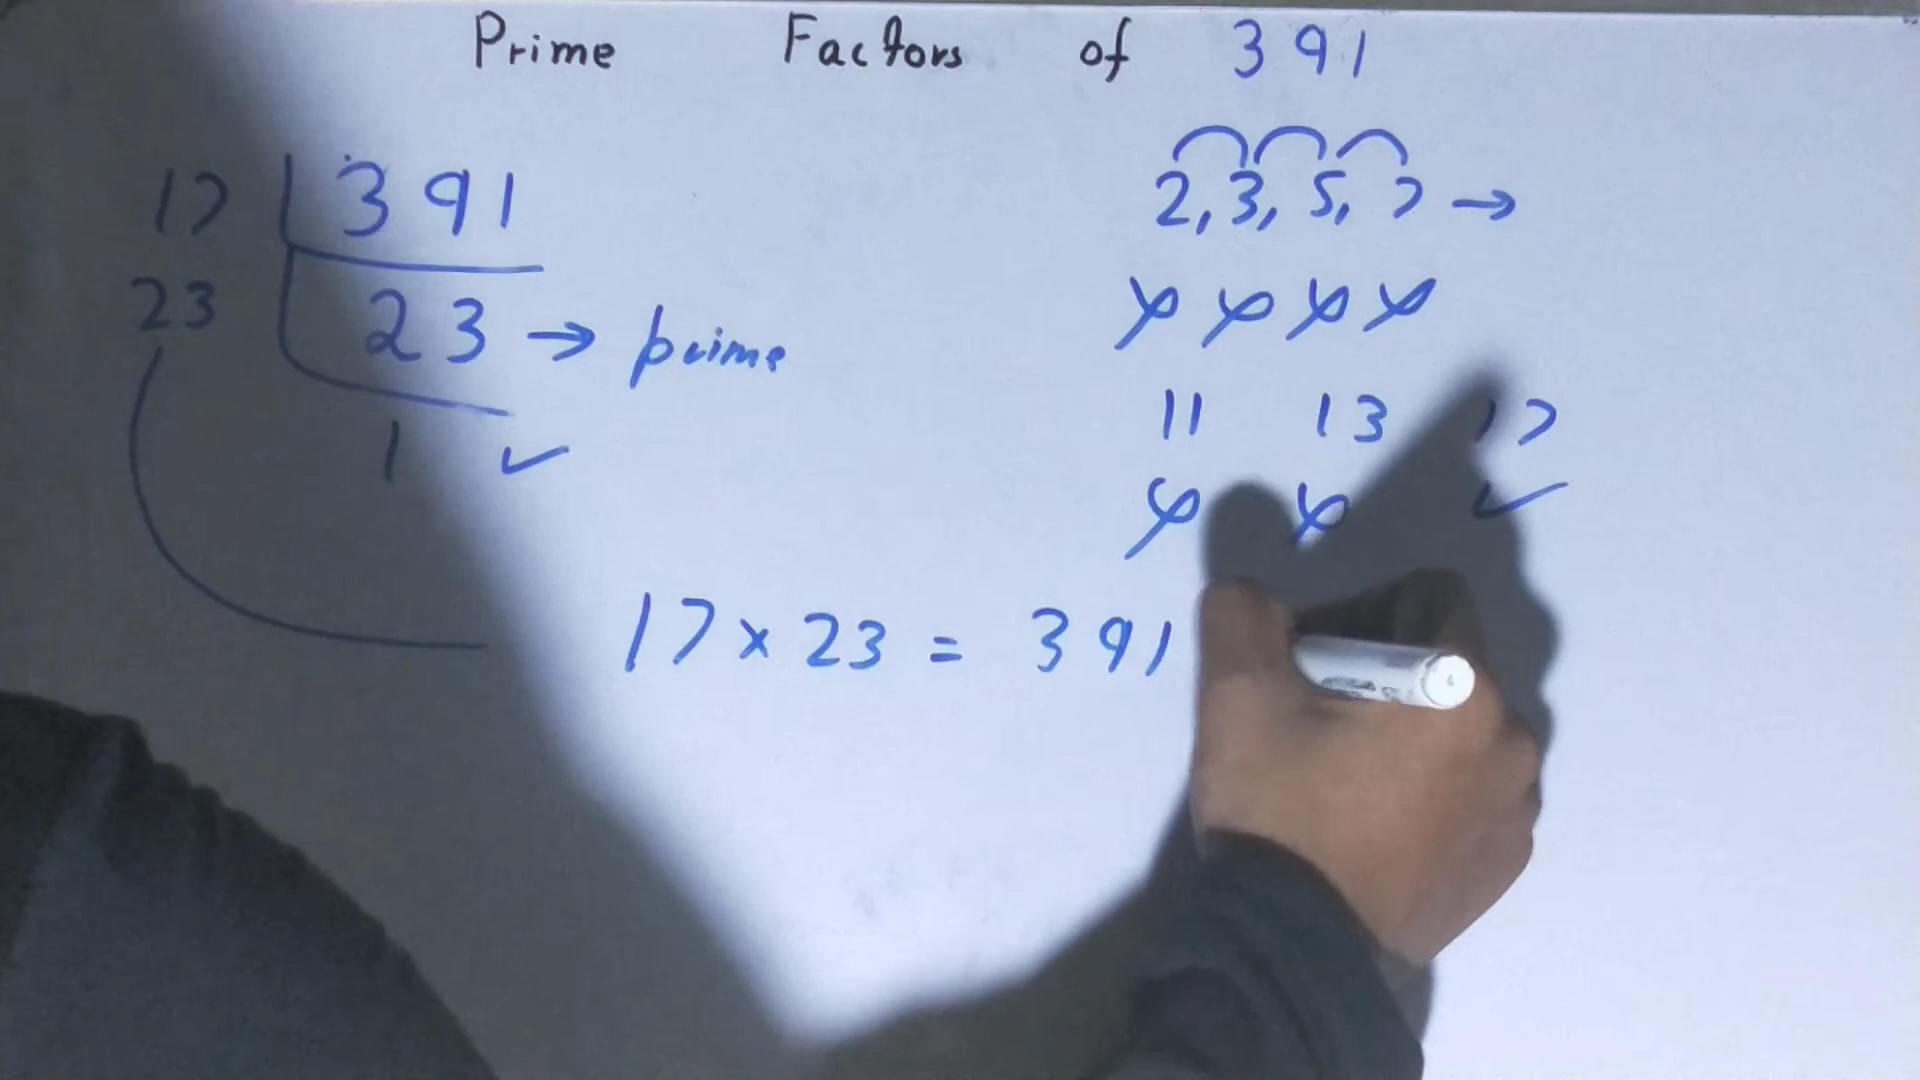 Prime Factors of 391
17 391
23 23 → prime
1 ✓
2, 3, 5, 7 →
11 13 17
✓
17 × 23 = 391